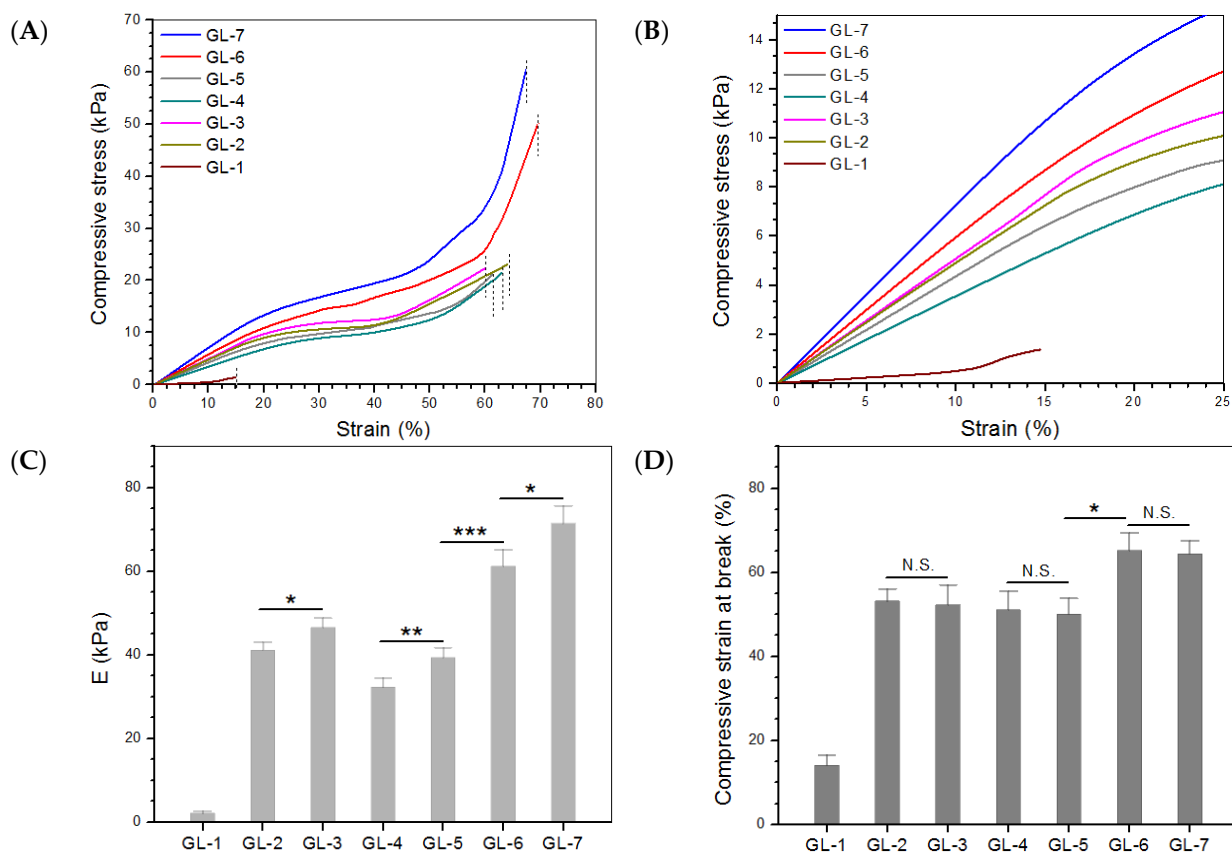 (A)
70
60
50
40
30
20
10
0
Compressive stress (kPa)
GL-7
GL-6
GL-5
GL-4
GL-3
GL-2
GL-1
0 10 20 30 40 50 60 70 80
Strain (%)
(B)
14
12
10
8
6
4
2
0
Compressive stress (kPa)
GL-7
GL-6
GL-5
GL-4
GL-3
GL-2
GL-1
0 5 10 15 20 25
Strain (%)
(C)
80
60
40
20
0
E (kPa)
*
**
***
*
GL-1 GL-2 GL-3 GL-4 GL-5 GL-6 GL-7
(D)
80
60
40
20
0
Compressive strain at break (%)
N.S.
N.S.
*
N.S.
GL-1 GL-2 GL-3 GL-4 GL-5 GL-6 GL-7